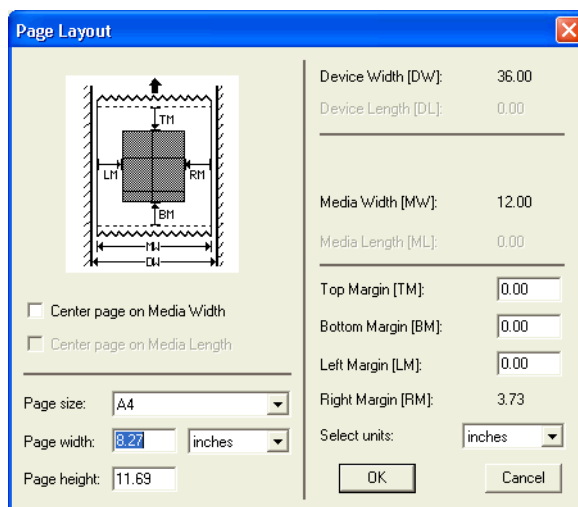 Page Layout
TM
LM
RM
BM
MW
DW
Center page on Media Width
Center page on Media Length
Page size: A4
Page width: 8.27 inches
Page height: 11.69
Device Width [DW]: 36.00
Device Length [DL]: 0.00
Media Width [MW]: 12.00
Media Length [ML]: 0.00
Top Margin [TM]: 0.00
Bottom Margin [BM]: 0.00
Left Margin [LM]: 0.00
Right Margin [RM]: 3.73
Select units: inches
OK Cancel